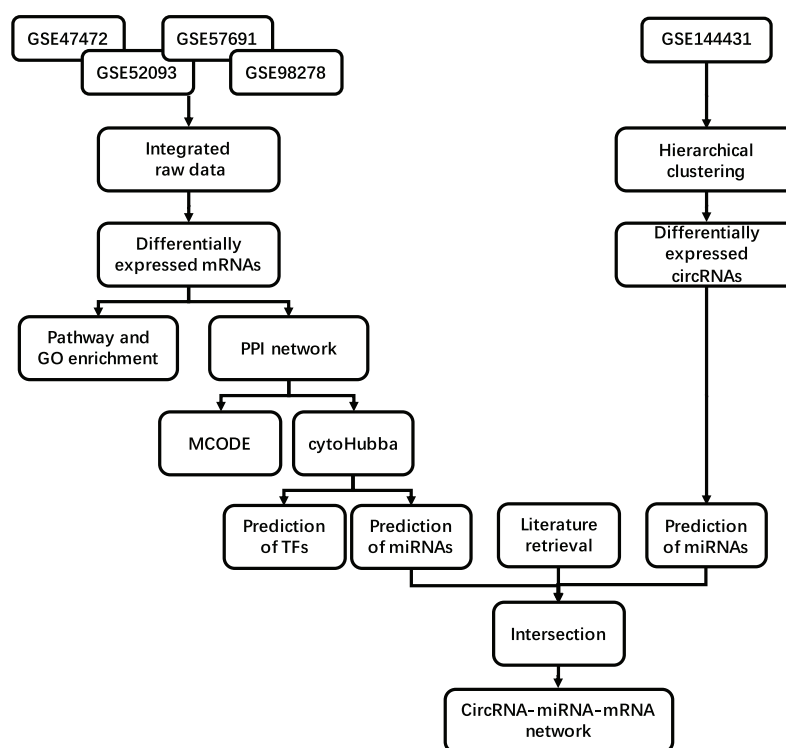 GSE47472
GSE57691
GSE52093
GSE98278
GSE144431
Integrated
raw data
Hierarchical
clustering
Differentially
expressed mRNAs
Differentially
expressed
circRNAs
Pathway and
GO enrichment
PPI network
MCODE
cytoHubba
Prediction
of TFs
Prediction
of miRNAs
Literature
retrieval
Prediction
of miRNAs
Intersection
CircRNA-miRNA-mRNA
network